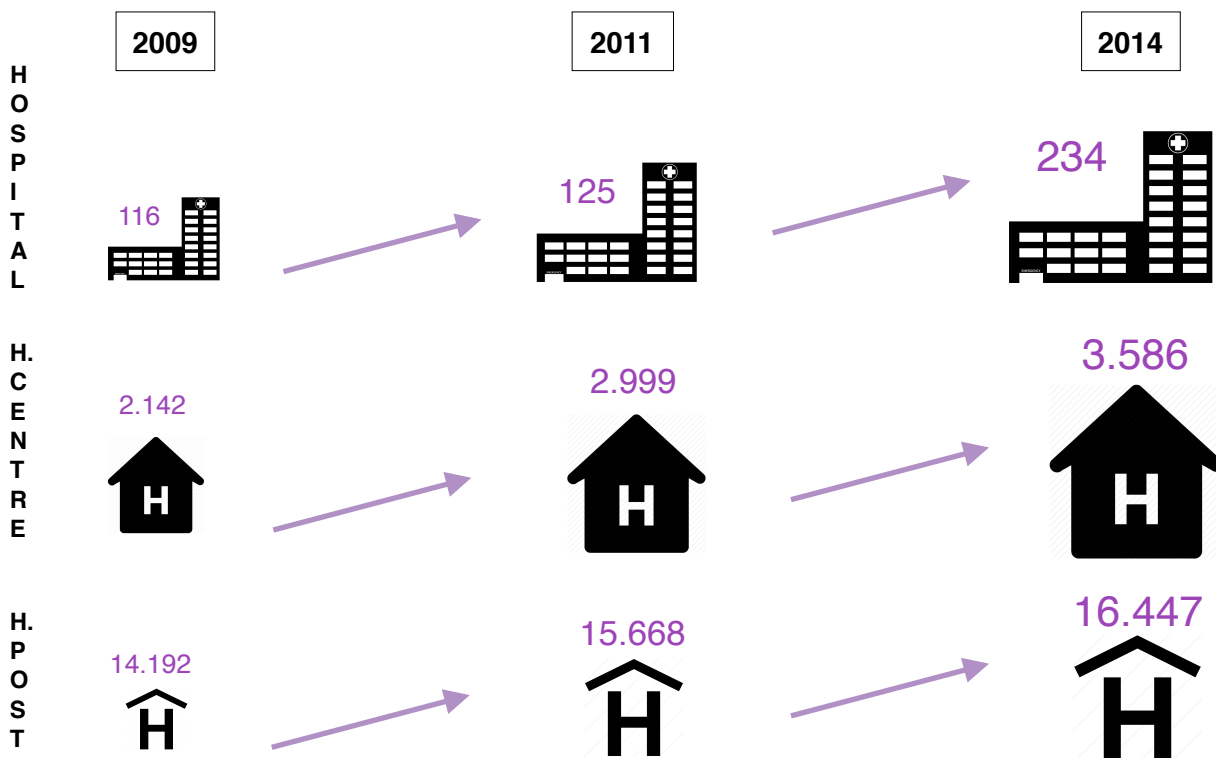 2009
2011
2014
HOSPITAL
116
125
234
EMERGENCY
H. CENTRE
2.142
2.999
3.586
H
H
H
H. POST
14.192
15.668
16.447
H
H
H